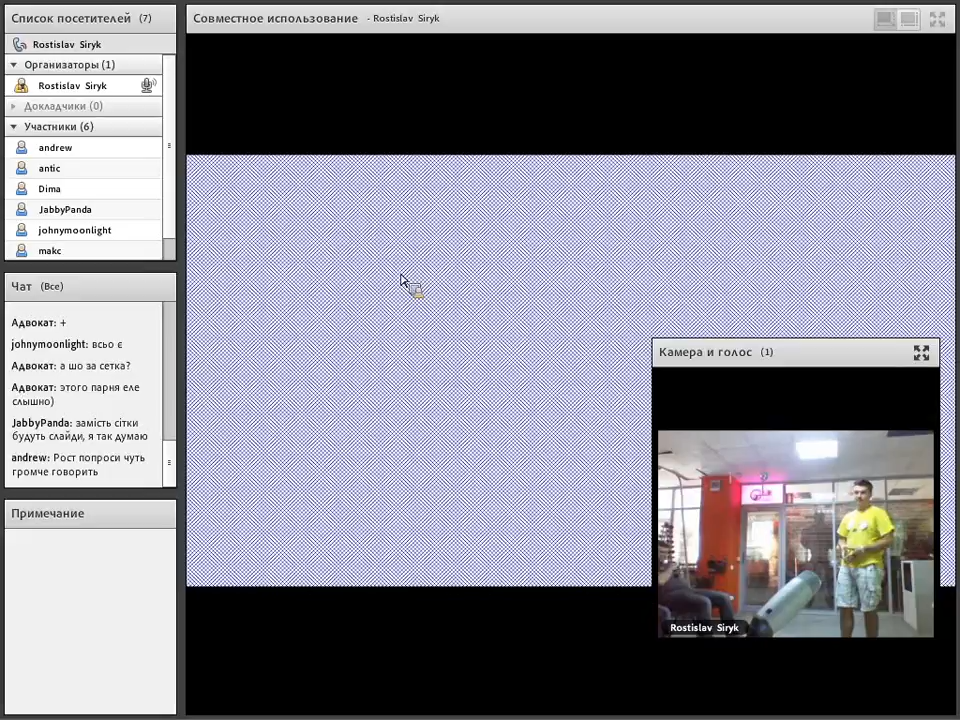 Список посетителей (7)
Rostislav Siryk
Организаторы (1)
Rostislav Siryk
Докладчики (0)
Участники (6)
andrew
antic
Dima
JabbyPanda
johnymoonlight
макс
Чат (Все)
Адвокат: +
johnymoonlight: всьо є
Адвокат: а шо за сетка?
Адвокат: этого парня еле
слышно)
JabbyPanda: замість сітки
будуть слайди, я так думаю
andrew: Рост попроси чуть
громче говорить
Примечание
Совместное использование - Rostislav Siryk
Камера и голос (1)
Rostislav Siryk